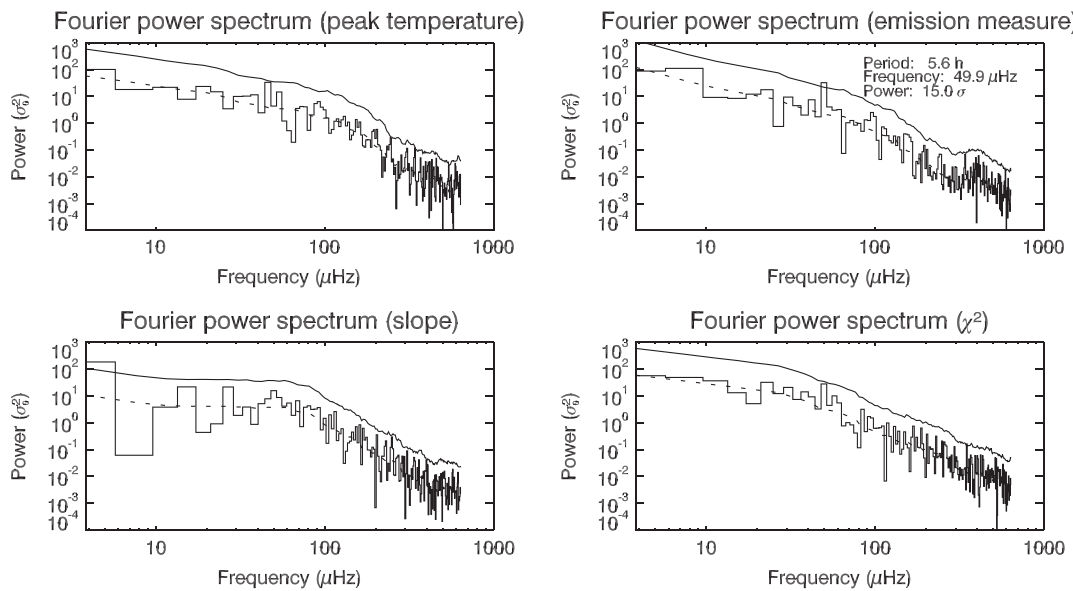 Fourier power spectrum (peak temperature)
Power (σ₀²)
10³
10²
10¹
10⁰
10⁻¹
10⁻²
10⁻³
10⁻⁴
10
100
1000
Frequency (μHz)
Fourier power spectrum (emission measure)
Period: 5.6 h
Frequency: 49.9 μHz
Power: 15.0 σ
Power (σ₀²)
10³
10²
10¹
10⁰
10⁻¹
10⁻²
10⁻³
10⁻⁴
10
100
1000
Frequency (μHz)
Fourier power spectrum (slope)
Power (σ₀²)
10³
10²
10¹
10⁰
10⁻¹
10⁻²
10⁻³
10⁻⁴
10
100
1000
Frequency (μHz)
Fourier power spectrum (χ²)
Power (σ₀²)
10³
10²
10¹
10⁰
10⁻¹
10⁻²
10⁻³
10⁻⁴
10
100
1000
Frequency (μHz)